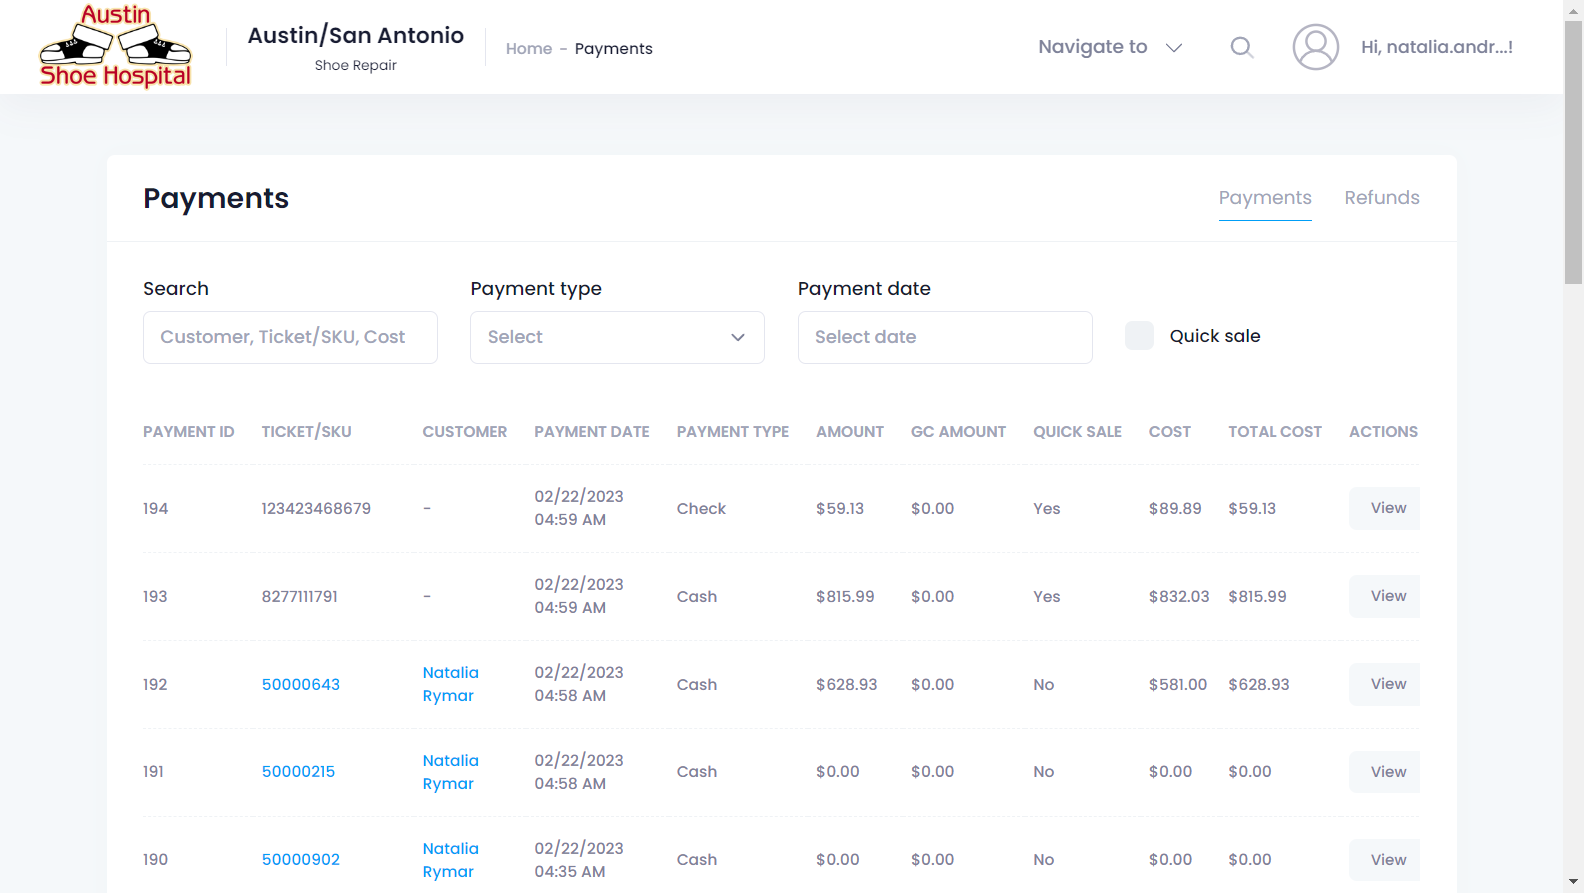 Austin
Shoe Hospital
Austin/San Antonio
Shoe Repair
Home - Payments
Navigate to
Hi, natalia.andr...!
Payments
Payments Refunds
Search Payment type Payment date
Customer, Ticket/SKU, Cost Select Select date Quick sale
PAYMENT ID TICKET/SKU CUSTOMER PAYMENT DATE PAYMENT TYPE AMOUNT GC AMOUNT QUICK SALE COST TOTAL COST ACTIONS
194 123423468679 - 02/22/2023 04:59 AM Check $59.13 $0.00 Yes $89.89 $59.13 View
193 8277111791 - 02/22/2023 04:59 AM Cash $815.99 $0.00 Yes $832.03 $815.99 View
192 50000643 Natalia Rymar 02/22/2023 04:58 AM Cash $628.93 $0.00 No $581.00 $628.93 View
191 50000215 Natalia Rymar 02/22/2023 04:58 AM Cash $0.00 $0.00 No $0.00 $0.00 View
190 50000902 Natalia Rymar 02/22/2023 04:35 AM Cash $0.00 $0.00 No $0.00 $0.00 View